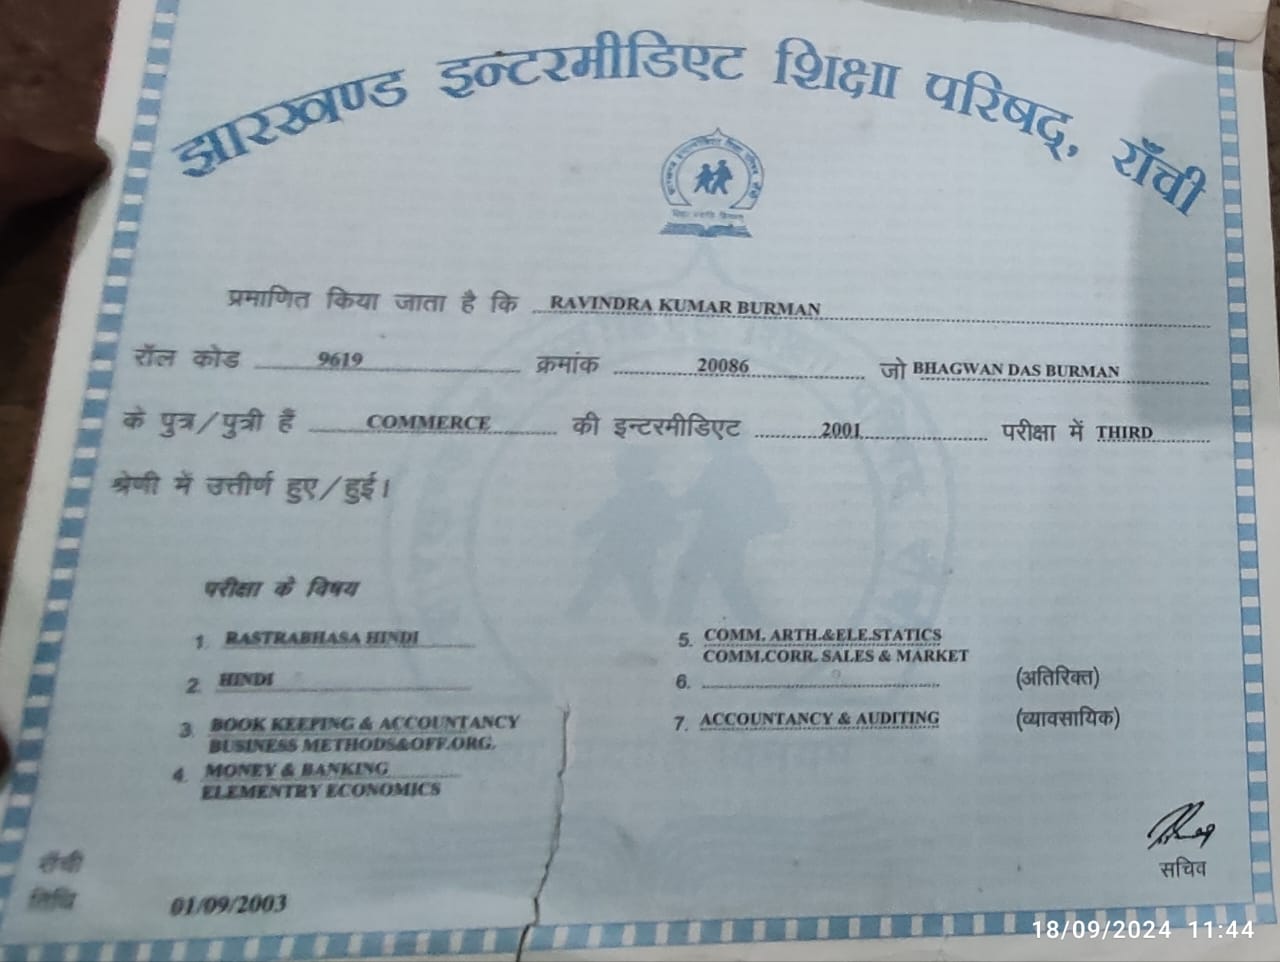 झारखण्ड इन्टरमीडिएट शिक्षा परिषद्, राँची
प्रमाणित किया जाता है कि RAVINDRA KUMAR BURMAN
रॉल कोड 9619 क्रमांक 20086 जो BHAGWAN DAS BURMAN
के पुत्र/पुत्री हैं COMMERCE की इन्टरमीडिएट 2001 परीक्षा में THIRD
श्रेणी में उत्तीर्ण हुए/हुई।
परीक्षा के विषय
1. RASTRABHASA HINDI
2. HINDI
3. BOOK KEEPING & ACCOUNTANCY
BUSINESS METHODS&OFF.ORG.
4. MONEY & BANKING
ELEMENTRY ECONOMICS
5. COMM. ARTH.&ELE.STATICS
COMM.CORR. SALES & MARKET
6. (अतिरिक्त)
7. ACCOUNTANCY & AUDITING (व्यावसायिक)
सचिव
राँची
तिथि 01/09/2003
18/09/2024 11:44